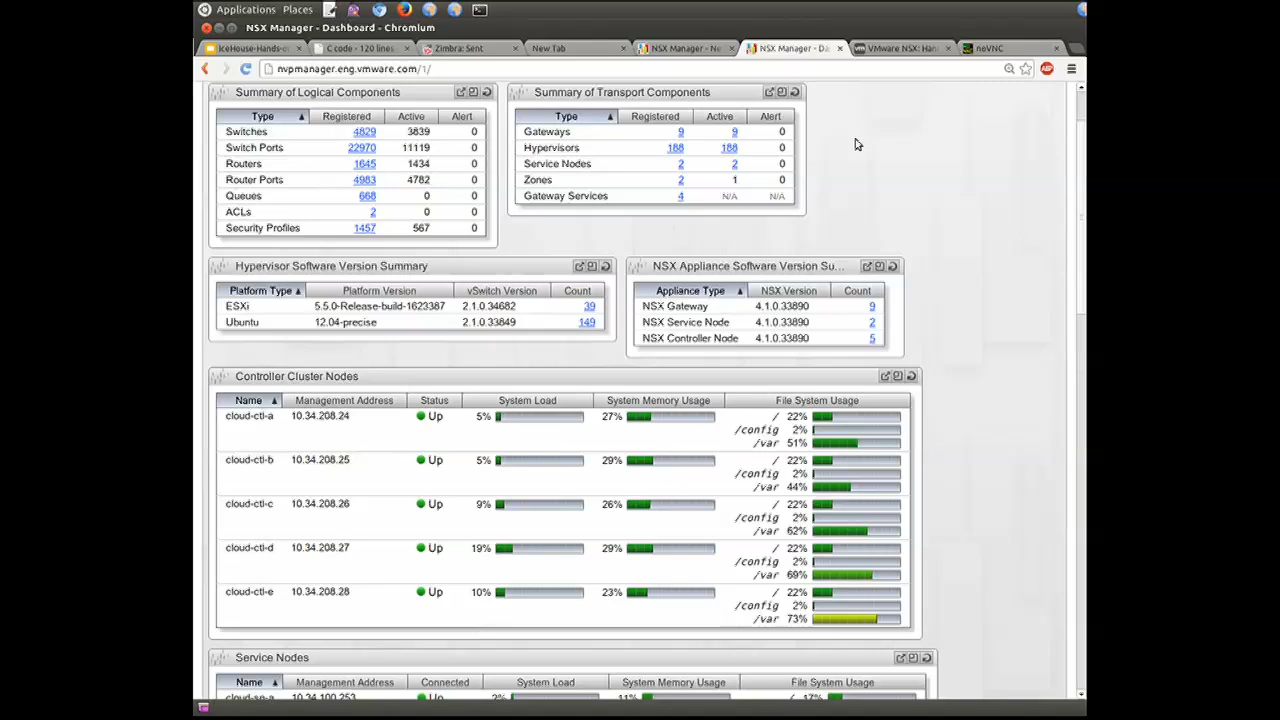 Applications Places
NSX Manager - Dashboard - Chromium
IceHouse-Hands-o
C code - 120 lines
Zimbra: Sent
New Tab
NSX Manager - Ne
NSX Manager - Da
VMware NSX: Han
noVNC
nvpmanager.eng.vmware.com/1/
Summary of Logical Components
Type Registered Active Alert
Switches 4829 3839 0
Switch Ports 22970 11119 0
Routers 1645 1434 0
Router Ports 4983 4782 0
Queues 668 0 0
ACLs 2 0 0
Security Profiles 1457 567 0
Summary of Transport Components
Type Registered Active Alert
Gateways 9 9 0
Hypervisors 188 188 0
Service Nodes 2 2 0
Zones 2 1 0
Gateway Services 4 N/A N/A
Hypervisor Software Version Summary
Platform Type Platform Version vSwitch Version Count
ESXi 5.5.0-Release-build-1623387 2.1.0.34682 39
Ubuntu 12.04-precise 2.1.0.33849 149
NSX Appliance Software Version Su...
Appliance Type NSX Version Count
NSX Gateway 4.1.0.33890 9
NSX Service Node 4.1.0.33890 2
NSX Controller Node 4.1.0.33890 5
Controller Cluster Nodes
Name Management Address Status System Load System Memory Usage File System Usage
cloud-ctl-a 10.34.208.24 Up 5% 27% / 22%
/config 2%
/var 51%
cloud-ctl-b 10.34.208.25 Up 5% 29% / 22%
/config 2%
/var 44%
cloud-ctl-c 10.34.208.26 Up 9% 26% / 22%
/config 2%
/var 62%
cloud-ctl-d 10.34.208.27 Up 19% 29% / 22%
/config 2%
/var 69%
cloud-ctl-e 10.34.208.28 Up 10% 23% / 22%
/config 2%
/var 73%
Service Nodes
Name Management Address Connected System Load System Memory Usage File System Usage
cloud-sn-a 10.34.100.253 Up 2% 11% / 17%